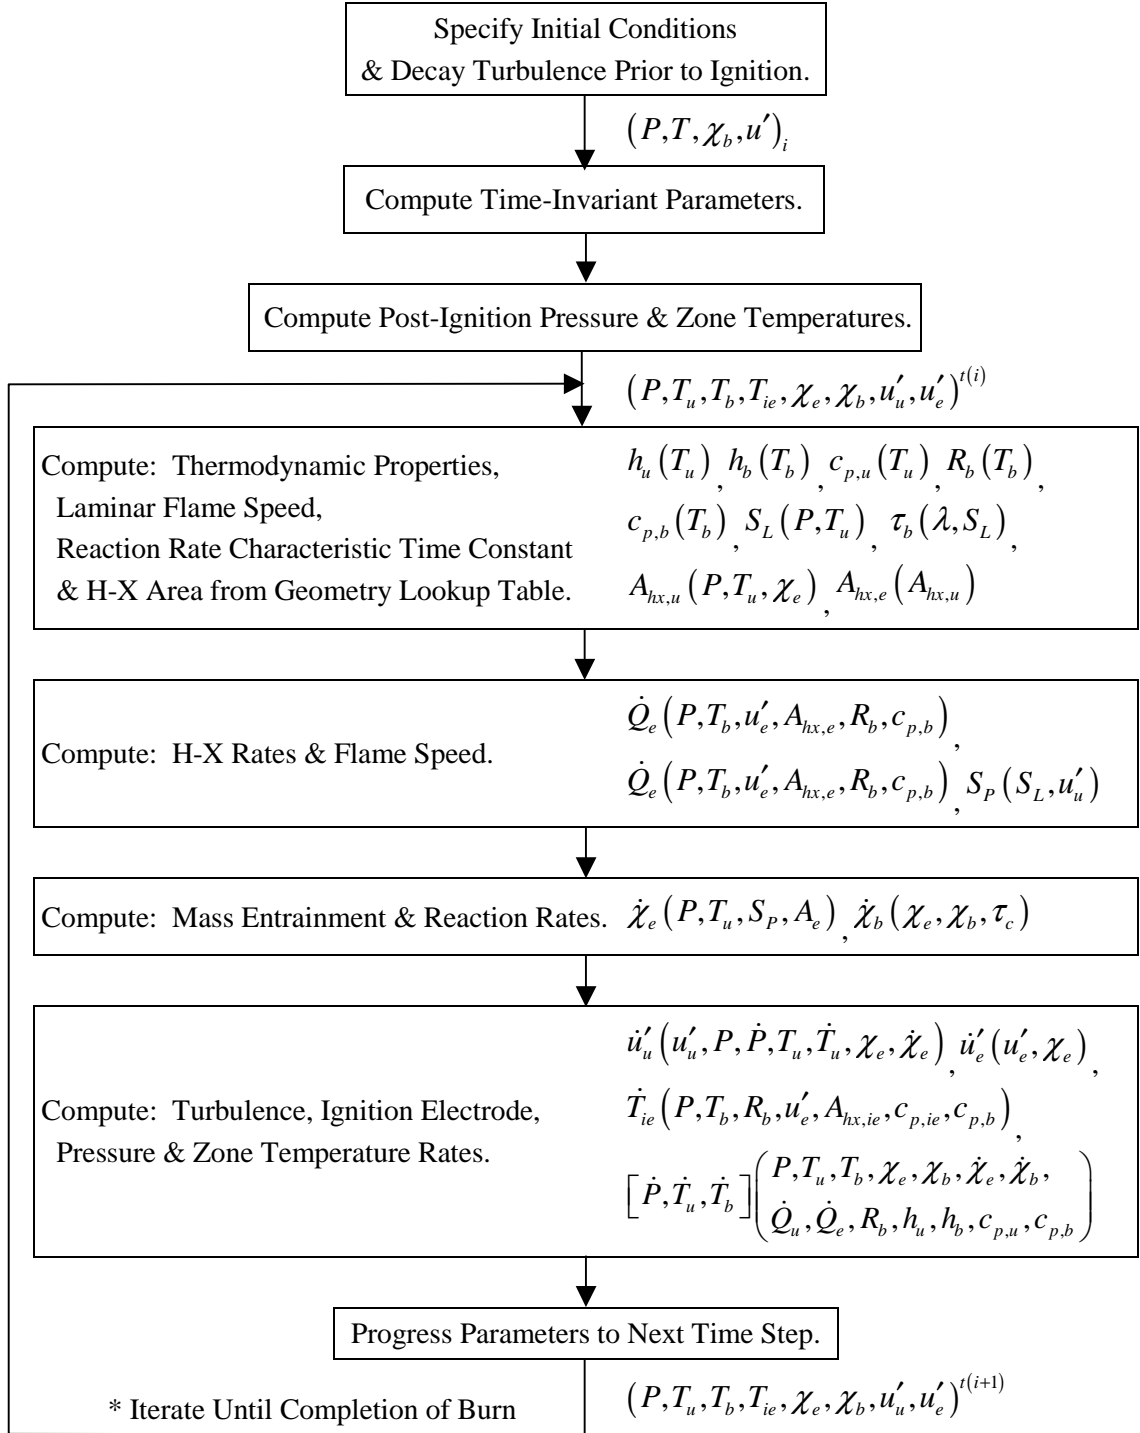 Specify Initial Conditions
& Decay Turbulence Prior to Ignition.
(P,T,χ_b,u′)_i
Compute Time-Invariant Parameters.
Compute Post-Ignition Pressure & Zone Temperatures.
(P,T_u,T_b,T_ie,χ_e,χ_b,u′_u,u′_e)^t(i)
Compute: Thermodynamic Properties,
Laminar Flame Speed,
Reaction Rate Characteristic Time Constant
& H-X Area from Geometry Lookup Table.
h_u(T_u), h_b(T_b), c_p,u(T_u), R_b(T_b),
c_p,b(T_b), S_L(P,T_u), τ_b(λ,S_L),
A_hx,u(P,T_u,χ_e), A_hx,e(A_hx,u)
Compute: H-X Rates & Flame Speed.
Q̇_e(P,T_b,u′_e,A_hx,e,R_b,c_p,b),
Q̇_e(P,T_b,u′_e,A_hx,e,R_b,c_p,b), S_P(S_L,u′_u)
Compute: Mass Entrainment & Reaction Rates. χ̇_e(P,T_u,S_P,A_e), χ̇_b(χ_e,χ_b,τ_c)
Compute: Turbulence, Ignition Electrode,
Pressure & Zone Temperature Rates.
u̇′_u(u′_u,P,Ṗ,T_u,Ṫ_u,χ_e,χ̇_e), u̇′_e(u′_e,χ_e),
Ṫ_ie(P,T_b,R_b,u′_e,A_hx,ie,c_p,ie,c_p,b),
[Ṗ,Ṫ_u,Ṫ_b](P,T_u,T_b,χ_e,χ_b,χ̇_e,χ̇_b,
Q̇_u,Q̇_e,R_b,h_u,h_b,c_p,u,c_p,b)
Progress Parameters to Next Time Step.
(P,T_u,T_b,T_ie,χ_e,χ_b,u′_u,u′_e)^t(i+1)
* Iterate Until Completion of Burn